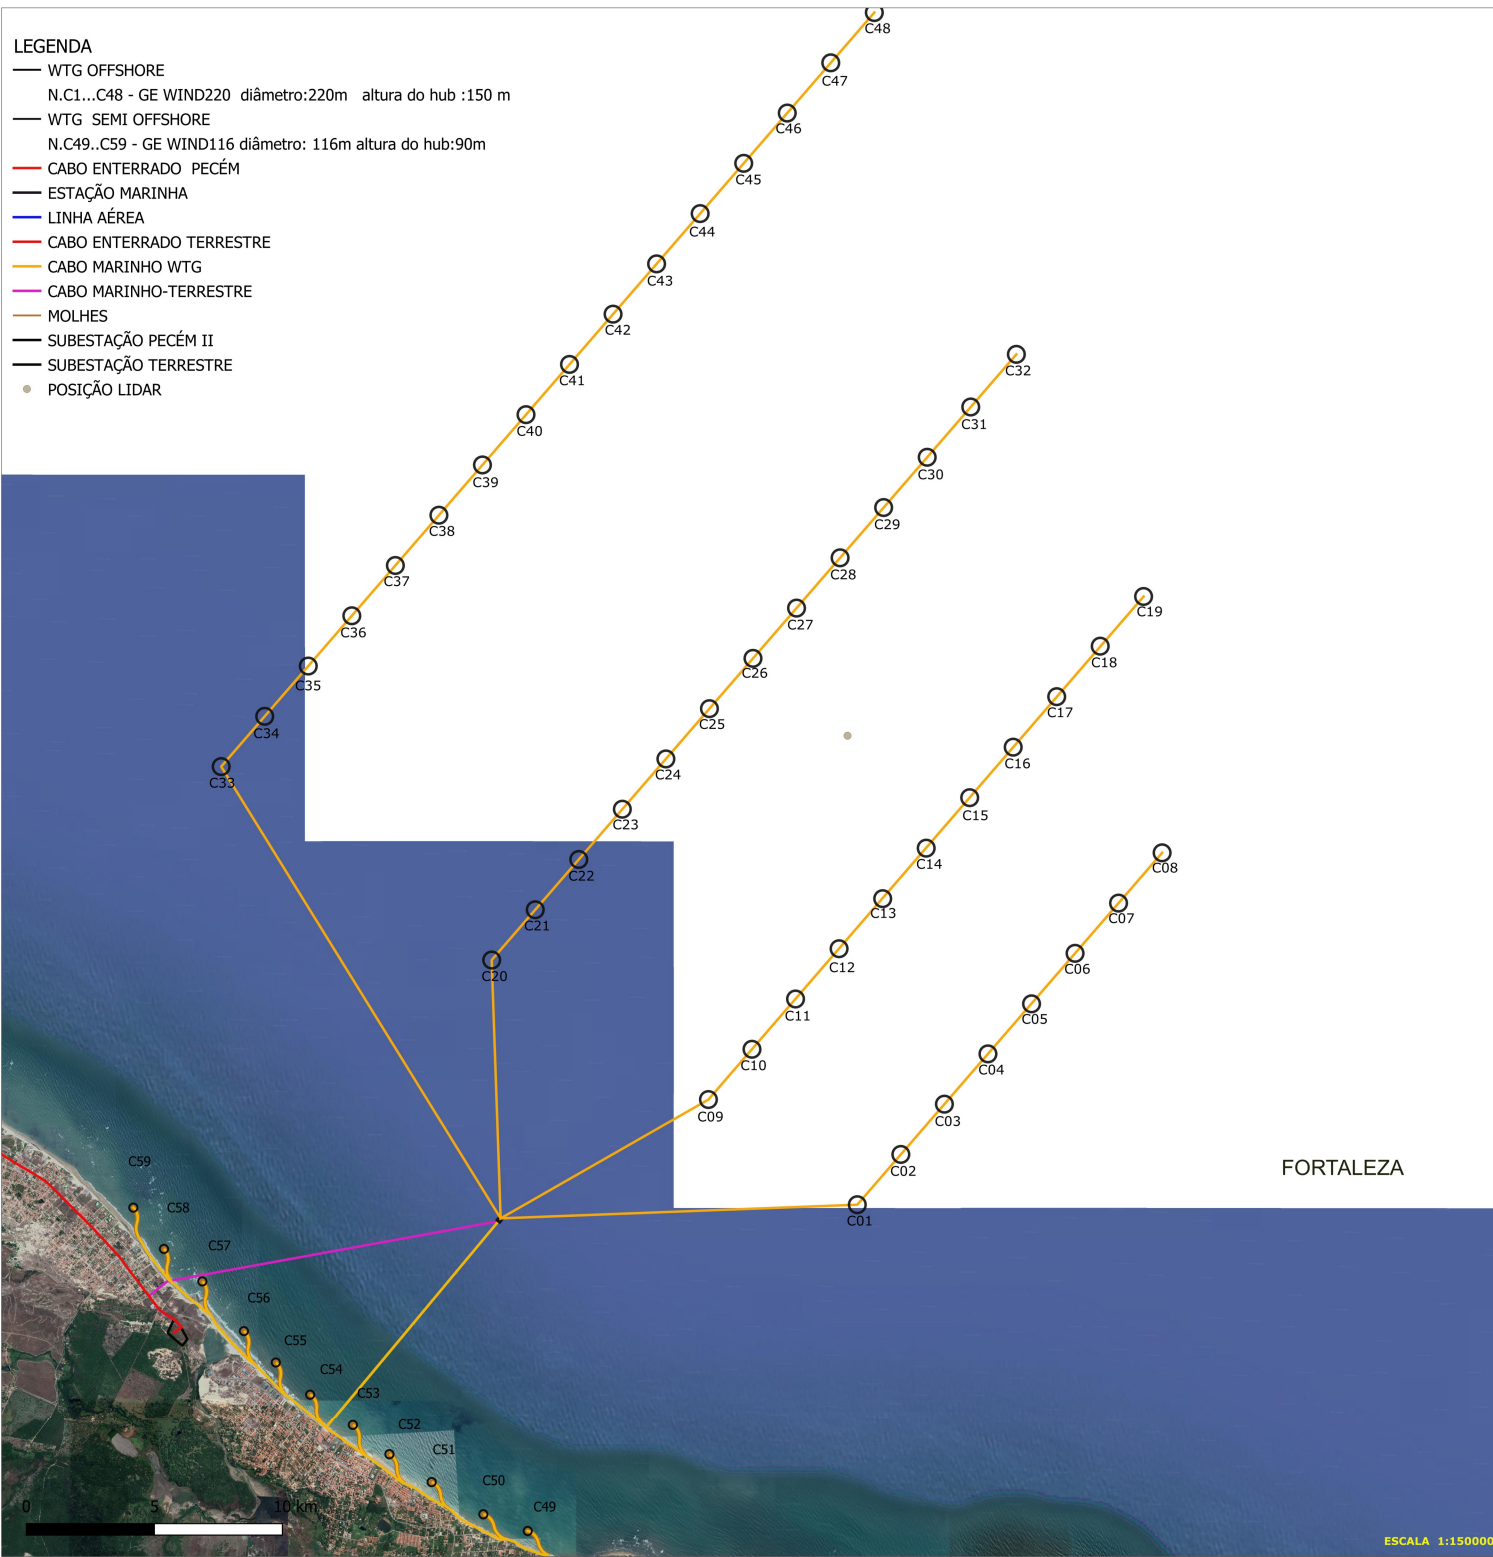 LEGENDA
WTG OFFSHORE
N.C1...C48 - GE WIND220 diâmetro:220m altura do hub :150 m
WTG SEMI OFFSHORE
N.C49..C59 - GE WIND116 diâmetro: 116m altura do hub:90m
CABO ENTERRADO PECÉM
ESTAÇÃO MARINHA
LINHA AÉREA
CABO ENTERRADO TERRESTRE
CABO MARINHO WTG
CABO MARINHO-TERRESTRE
MOLHES
SUBESTAÇÃO PECÉM II
SUBESTAÇÃO TERRESTRE
POSIÇÃO LIDAR
C48
C47
C46
C45
C44
C43
C42
C41
C40
C39
C38
C37
C36
C35
C34
C33
C32
C31
C30
C29
C28
C27
C26
C25
C24
C23
C22
C21
C20
C19
C18
C17
C16
C15
C14
C13
C12
C11
C10
C09
C08
C07
C06
C05
C04
C03
C02
C01
FORTALEZA
C59
C58
C57
C56
C55
C54
C53
C52
C51
C50
C49
0 5 10 km
ESCALA 1:150000